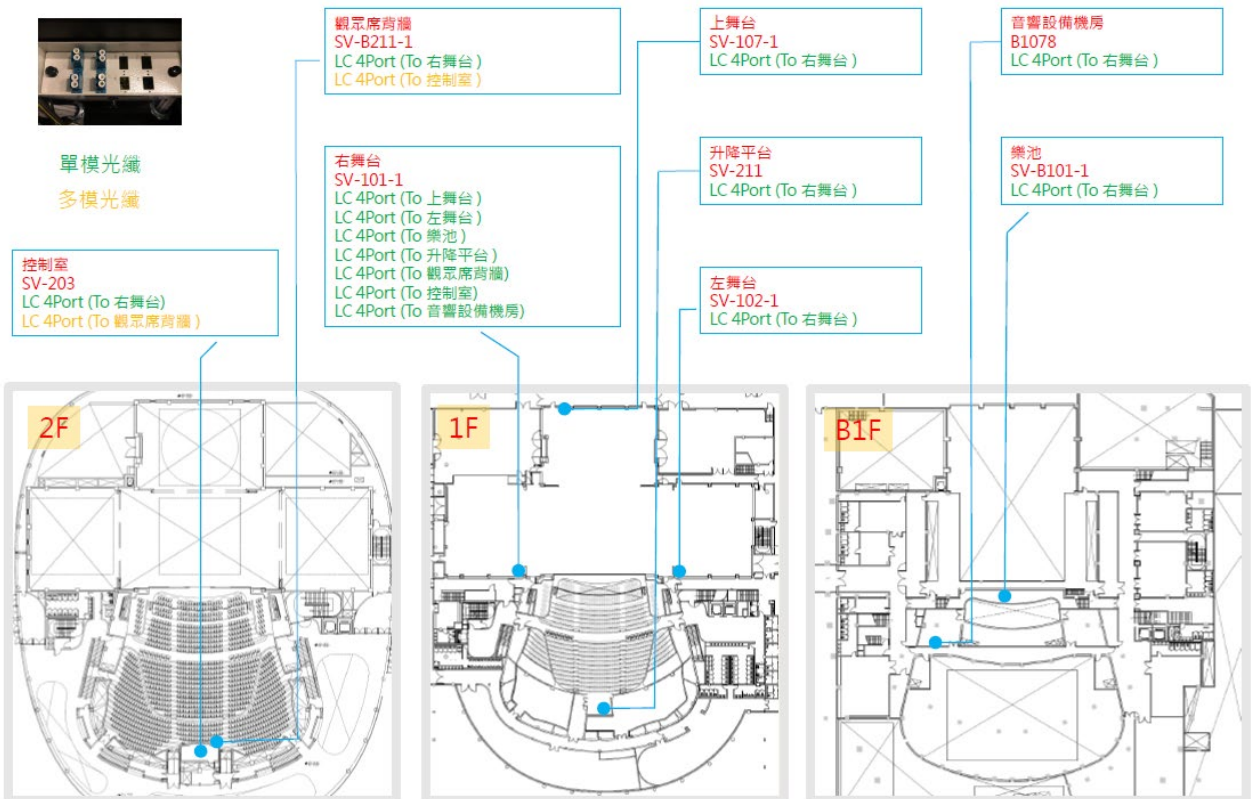 觀眾席背牆
SV-B211-1
LC 4Port (To 右舞台)
LC 4Port (To 控制室)
上舞台
SV-107-1
LC 4Port (To 右舞台)
音響設備機房
B1078
LC 4Port (To 右舞台)
單模光纖
多模光纖
右舞台
SV-101-1
LC 4Port (To 上舞台)
LC 4Port (To 左舞台)
LC 4Port (To 樂池)
LC 4Port (To 升降平台)
LC 4Port (To 觀眾席背牆)
LC 4Port (To 控制室)
LC 4Port (To 音響設備機房)
升降平台
SV-211
LC 4Port (To 右舞台)
樂池
SV-B101-1
LC 4Port (To 右舞台)
控制室
SV-203
LC 4Port (To 右舞台)
LC 4Port (To 觀眾席背牆)
左舞台
SV-102-1
LC 4Port (To 右舞台)
2F
1F
B1F